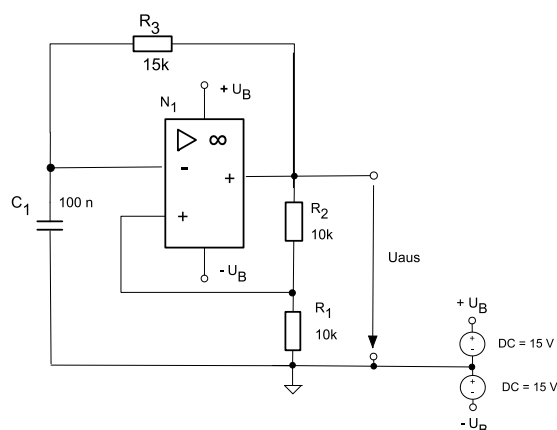 R3
15k
+ UB
N1
∞
-
+
+
C1
100 n
R2
10k
- UB
Uaus
R1
10k
+ UB
+
-
DC = 15 V
+
-
DC = 15 V
- UB